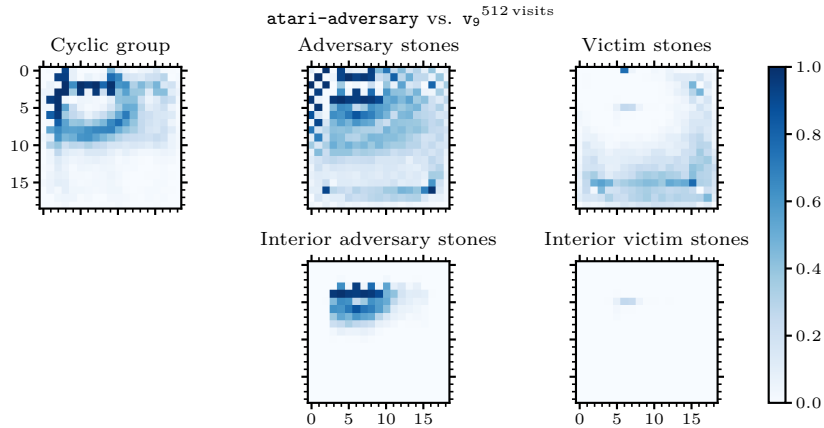 atari-adversary vs. v₉⁵¹² ᵛⁱˢⁱᵗˢ
Cyclic group
Adversary stones
Victim stones
0
5
10
15
Interior adversary stones
Interior victim stones
0 5 10 15
0 5 10 15
1.0
0.8
0.6
0.4
0.2
0.0